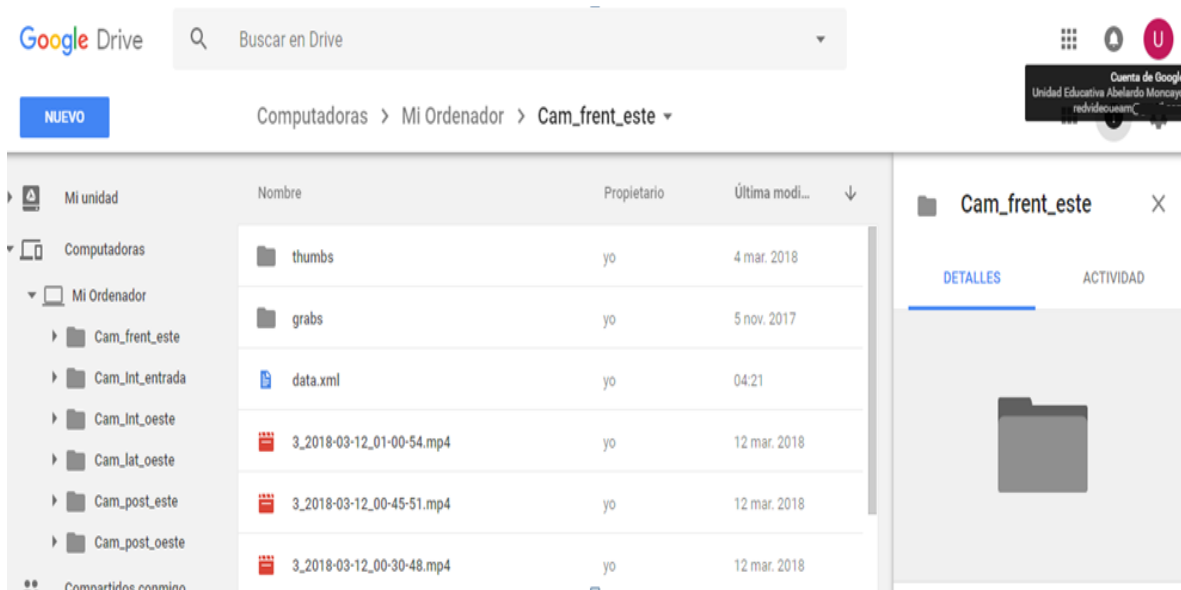 Google Drive
Buscar en Drive
U
Cuenta de Google
Unidad Educativa Abelardo Moncayo
NUEVO
Computadoras > Mi Ordenador > Cam_frent_este
Mi unidad
Computadoras
Mi Ordenador
Cam_frent_este
Cam_Int_entrada
Cam_Int_oeste
Cam_lat_oeste
Cam_post_este
Cam_post_oeste
Compartidos conmigo
Nombre Propietario Última modi...
thumbs yo 4 mar. 2018
grabs yo 5 nov. 2017
data.xml yo 04:21
3_2018-03-12_01-00-54.mp4 yo 12 mar. 2018
3_2018-03-12_00-45-51.mp4 yo 12 mar. 2018
3_2018-03-12_00-30-48.mp4 yo 12 mar. 2018
Cam_frent_este
DETALLES ACTIVIDAD